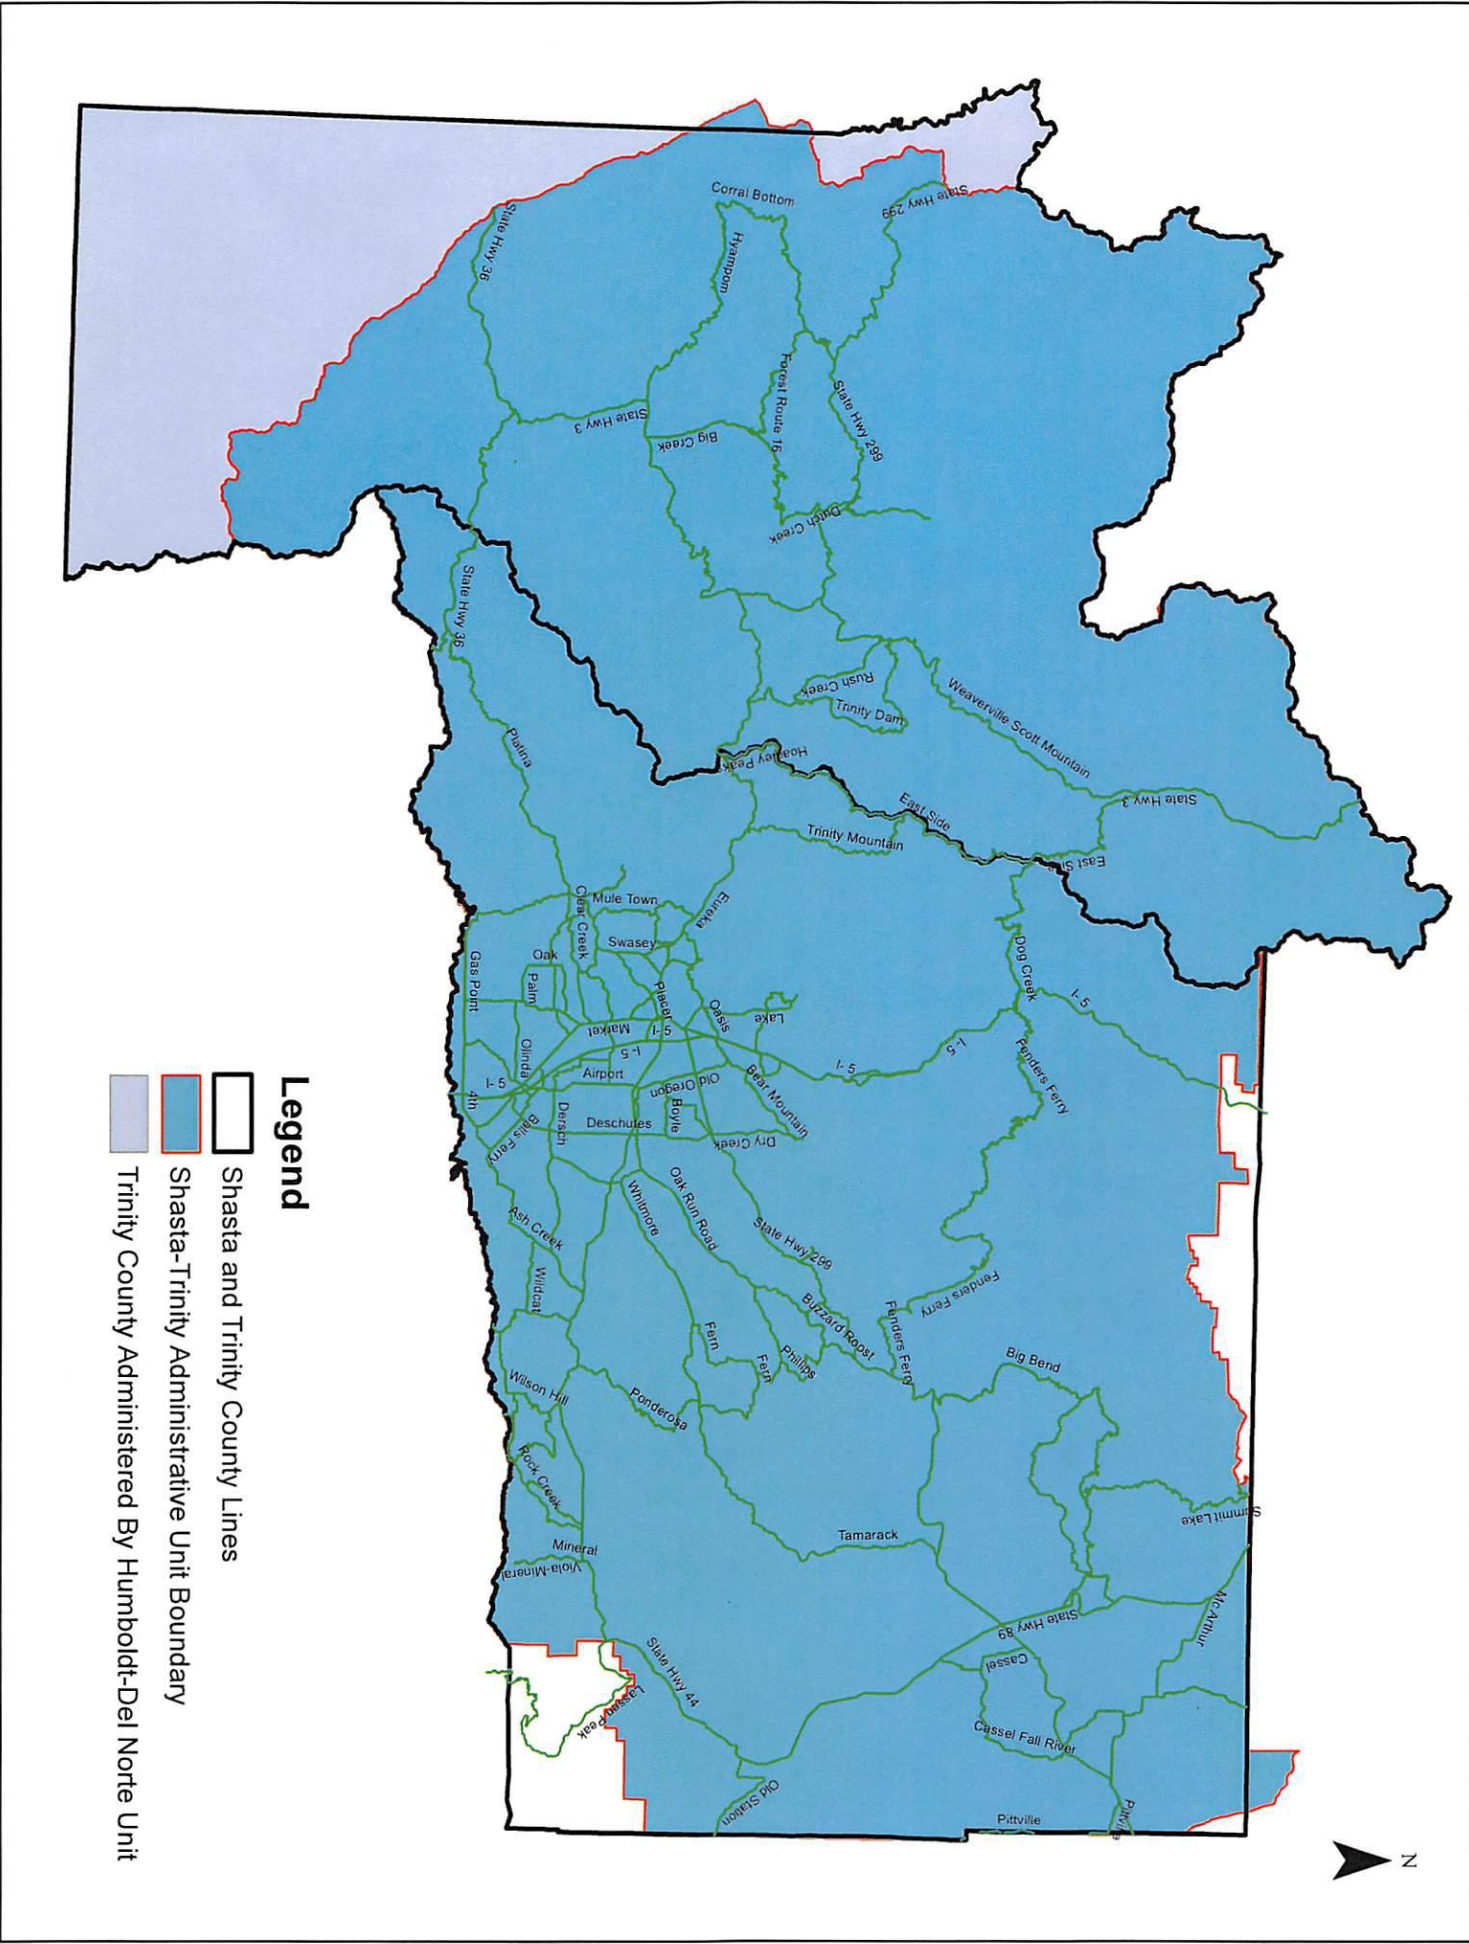 N
State Hwy 299
Corral Bottom
Hyampom
State Hwy 36
Forest Route 16
State Hwy 299
State Hwy 3
Big Creek
Dutch Creek
State Hwy 36
Rush Creek
Trinity Dam
Weaverville Scott Mountain
State Hwy 3
Hoadley Peaks
East Side
East Side
Trinity Mountain
Platina
Clear Creek
Mule Town
Eureka
Swasey
Oak
Palm
Gas Point
Placer
Oasis
Lake
Market
I- 5
I- 5
I- 5
I- 5
I- 5
I- 5
Dog Creek
Olinda
Airport
Old Oregon
Bear Mountain
Fenders Ferry
4th
Balls Ferry
Dersch
Deschutes
Boyle
Dry Creek
Ash Creek
Whitmore
Oak Run Road
State Hwy 299
Fenders Ferry
Wildcat
Buzzard Roost
Fenders Ferry
Fern
Fern
Phillips
Big Bend
Wilson Hill
Ponderosa
Rock Creek
Mineral
Viola-Mineral
Tamarack
Summit Lake
State Hwy 89
Mc Arthur
Cassel
Cassel Fall River
State Hwy 44
Lassen Peak
Old Station
Pittville
Pittville
Legend
Shasta and Trinity County Lines
Shasta-Trinity Administrative Unit Boundary
Trinity County Administered By Humboldt-Del Norte Unit